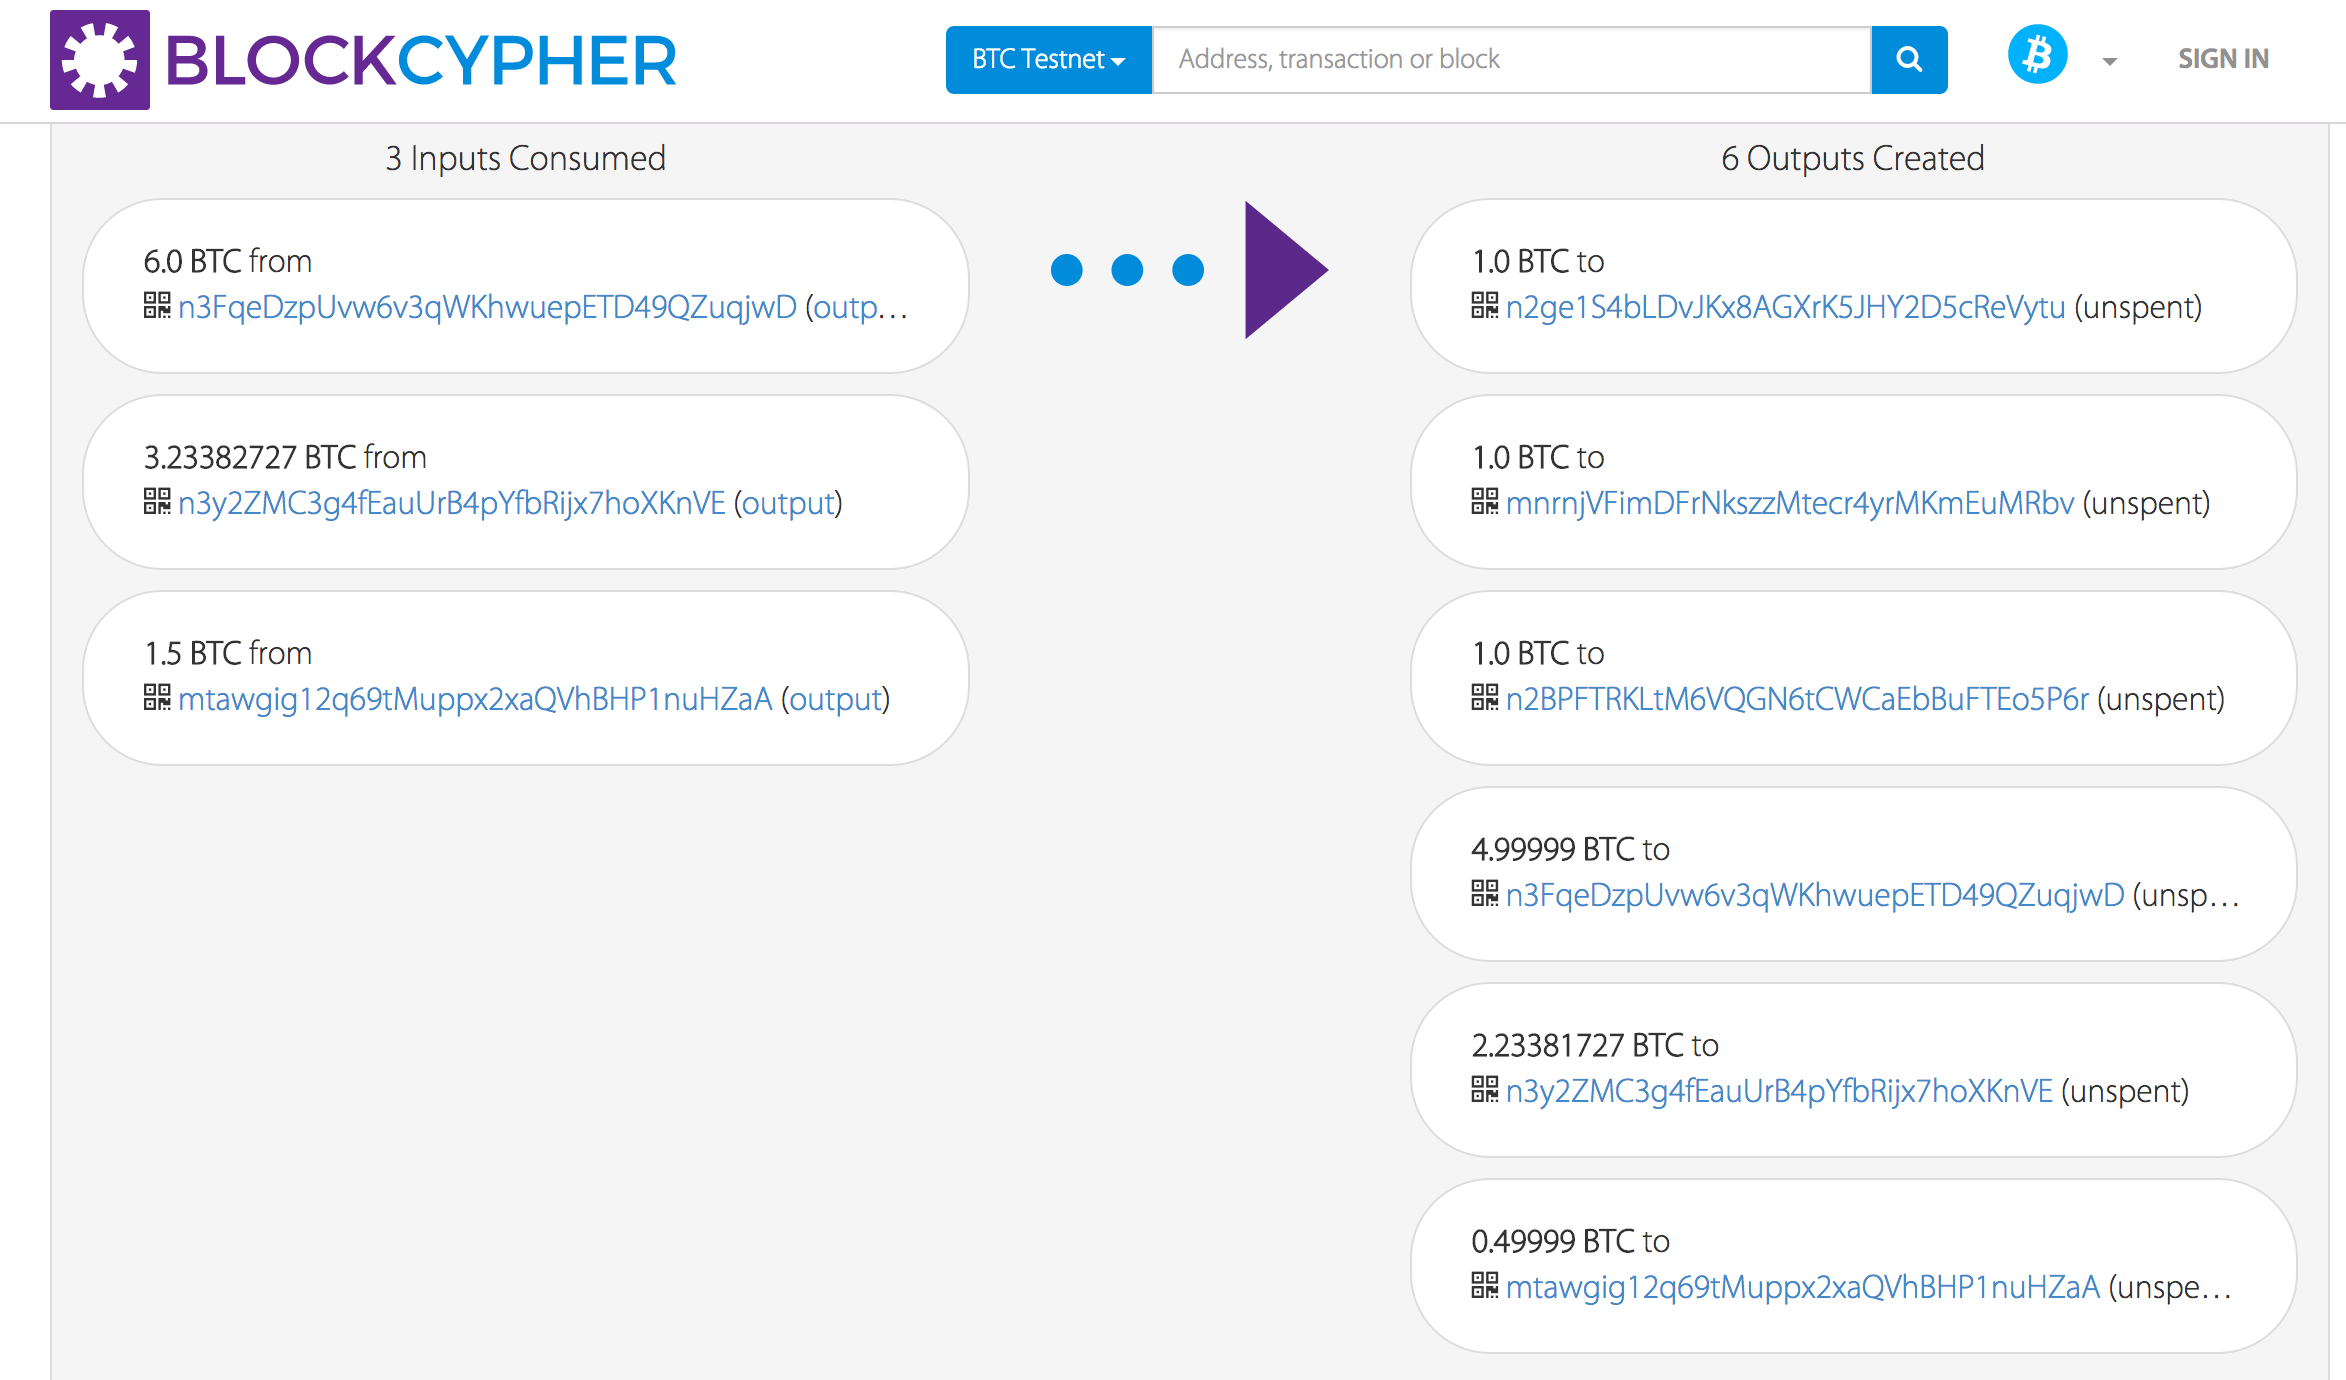 BLOCKCYPHER
BTC Testnet
Address, transaction or block
SIGN IN
3 Inputs Consumed
6.0 BTC from
n3FqeDzpUvw6v3qWKhwuepETD49QZuqjwD (outp…
3.23382727 BTC from
n3y2ZMC3g4fEauUrB4pYfbRijx7hoXKnVE (output)
1.5 BTC from
mtawgig12q69tMuppx2xaQVhBHP1nuHZaA (output)
6 Outputs Created
1.0 BTC to
n2ge1S4bLDvJKx8AGXrK5JHY2D5cReVytu (unspent)
1.0 BTC to
mnrnjVFimDFrNkszzMtecr4yrMKmEuMRbv (unspent)
1.0 BTC to
n2BPFTRKLtM6VQGN6tCWCaEbBuFTEo5P6r (unspent)
4.99999 BTC to
n3FqeDzpUvw6v3qWKhwuepETD49QZuqjwD (unsp…
2.23381727 BTC to
n3y2ZMC3g4fEauUrB4pYfbRijx7hoXKnVE (unspent)
0.49999 BTC to
mtawgig12q69tMuppx2xaQVhBHP1nuHZaA (unspe…